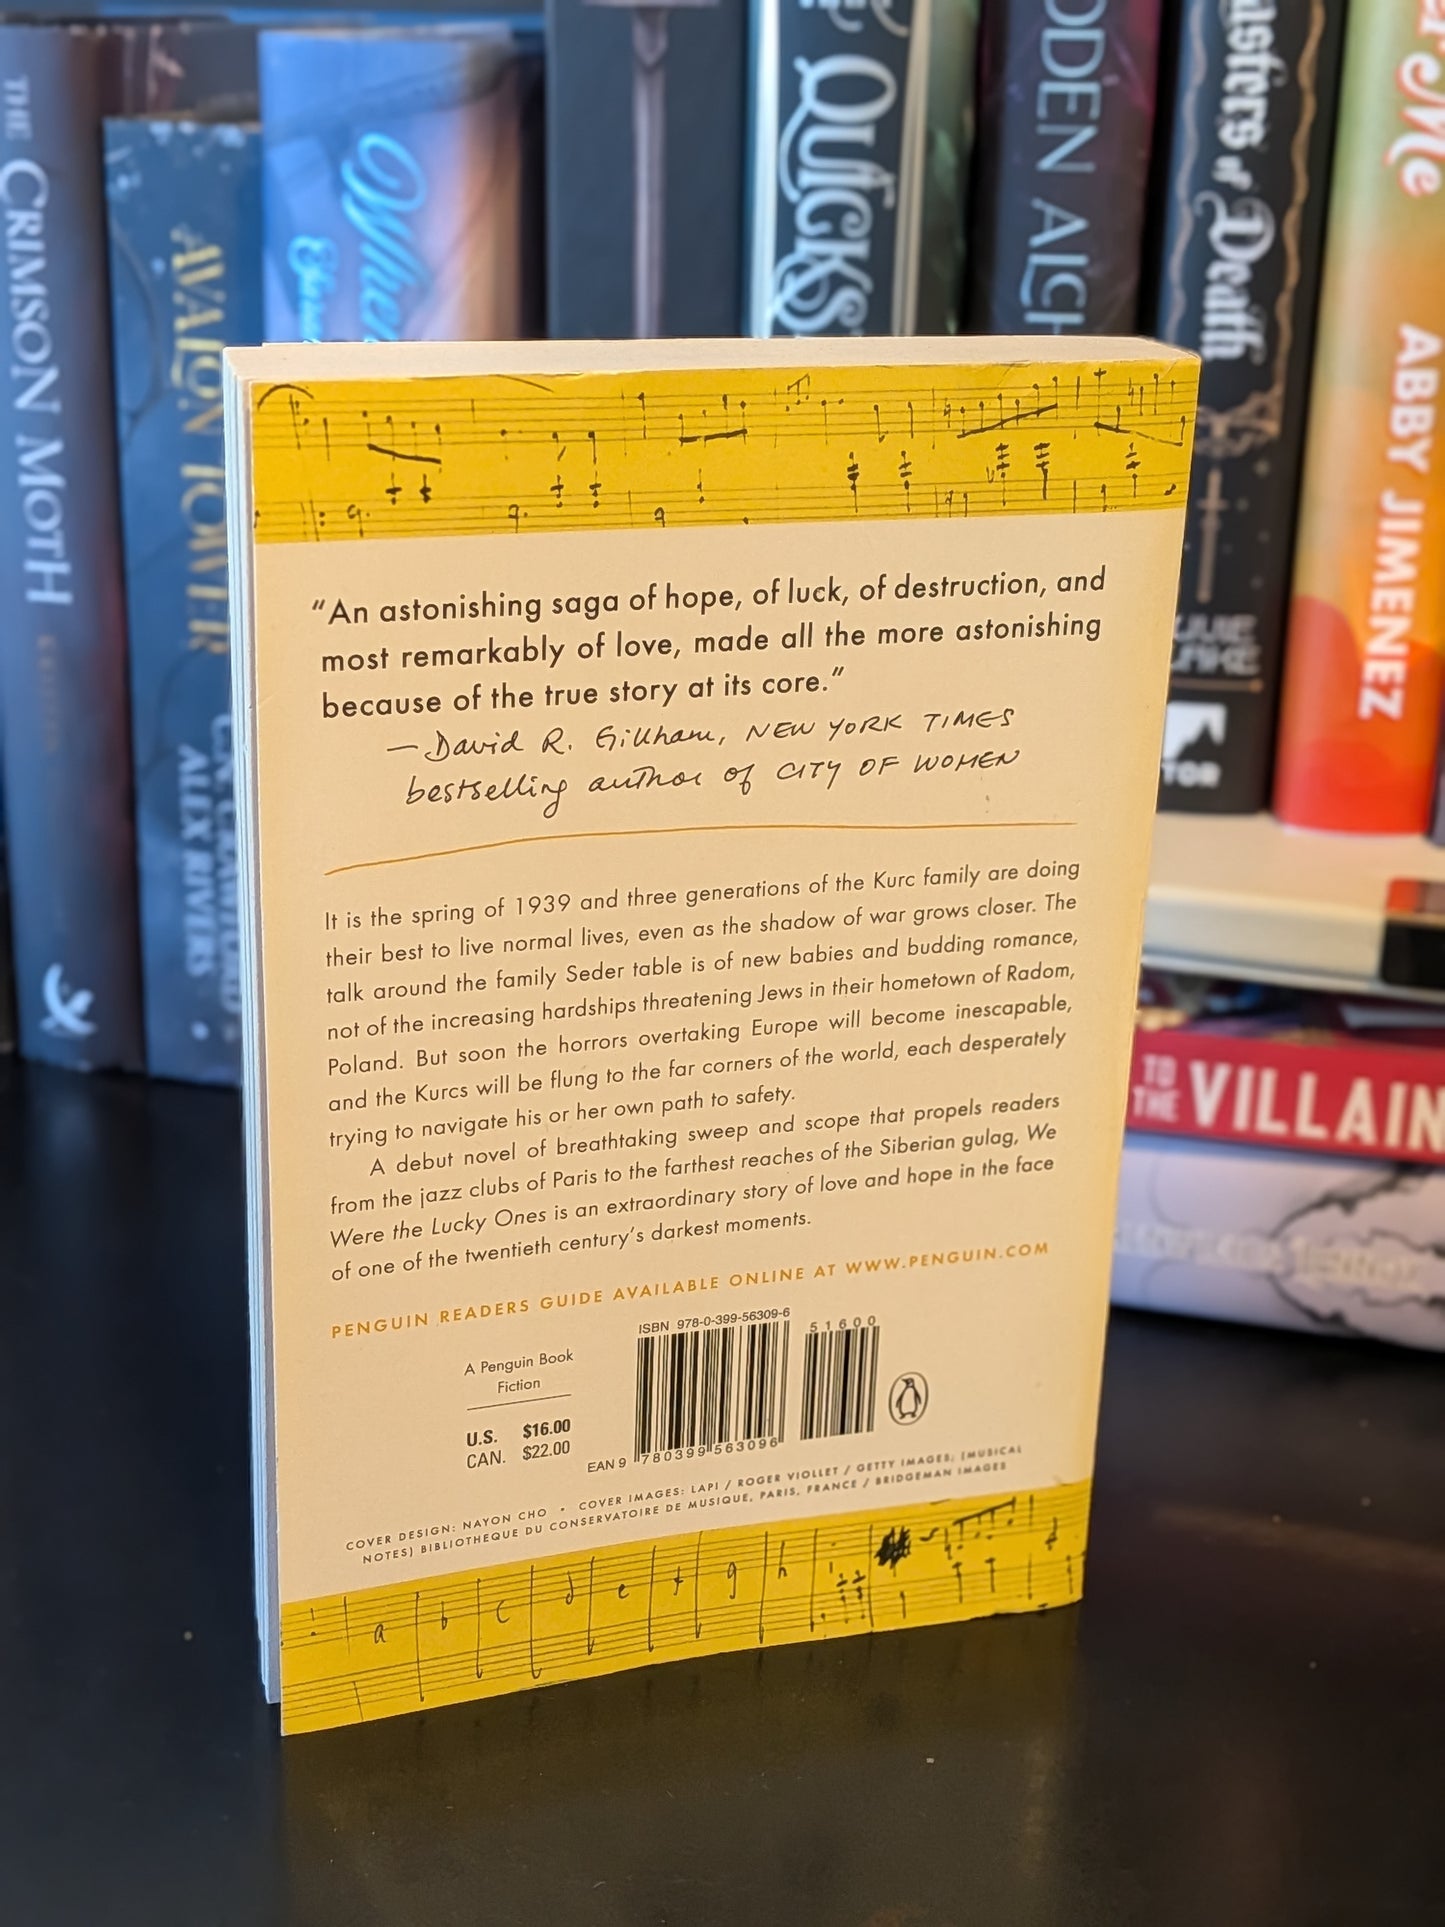 THE CRIMSON MOTH
AVALON TOWER
C.N. CRAWFORD
ALEX RIVERS
QUICKS
ODEN ALCH
asters of Death
TOR
er Me
ABBY JIMENEZ
TO THE VILLAIN
“An astonishing saga of hope, of luck, of destruction, and
most remarkably of love, made all the more astonishing
because of the true story at its core.”
—David R. Gillham, NEW YORK TIMES
bestselling author of CITY OF WOMEN
It is the spring of 1939 and three generations of the Kurc family are doing
their best to live normal lives, even as the shadow of war grows closer. The
talk around the family Seder table is of new babies and budding romance,
not of the increasing hardships threatening Jews in their hometown of Radom,
Poland. But soon the horrors overtaking Europe will become inescapable,
and the Kurcs will be flung to the far corners of the world, each desperately
trying to navigate his or her own path to safety.
A debut novel of breathtaking sweep and scope that propels readers
from the jazz clubs of Paris to the farthest reaches of the Siberian gulag, We
Were the Lucky Ones is an extraordinary story of love and hope in the face
of one of the twentieth century’s darkest moments.
PENGUIN READERS GUIDE AVAILABLE ONLINE AT WWW.PENGUIN.COM
A Penguin Book
Fiction
U.S. $16.00
CAN. $22.00
ISBN 978-0-399-56309-6
51600
EAN 9 780399 563096
COVER DESIGN: NAYON CHO • COVER IMAGES: LAPI / ROGER VIOLLET / GETTY IMAGES; (MUSICAL
NOTES) BIBLIOTHEQUE DU CONSERVATOIRE DE MUSIQUE, PARIS, FRANCE / BRIDGEMAN IMAGES
a b c d e f g h